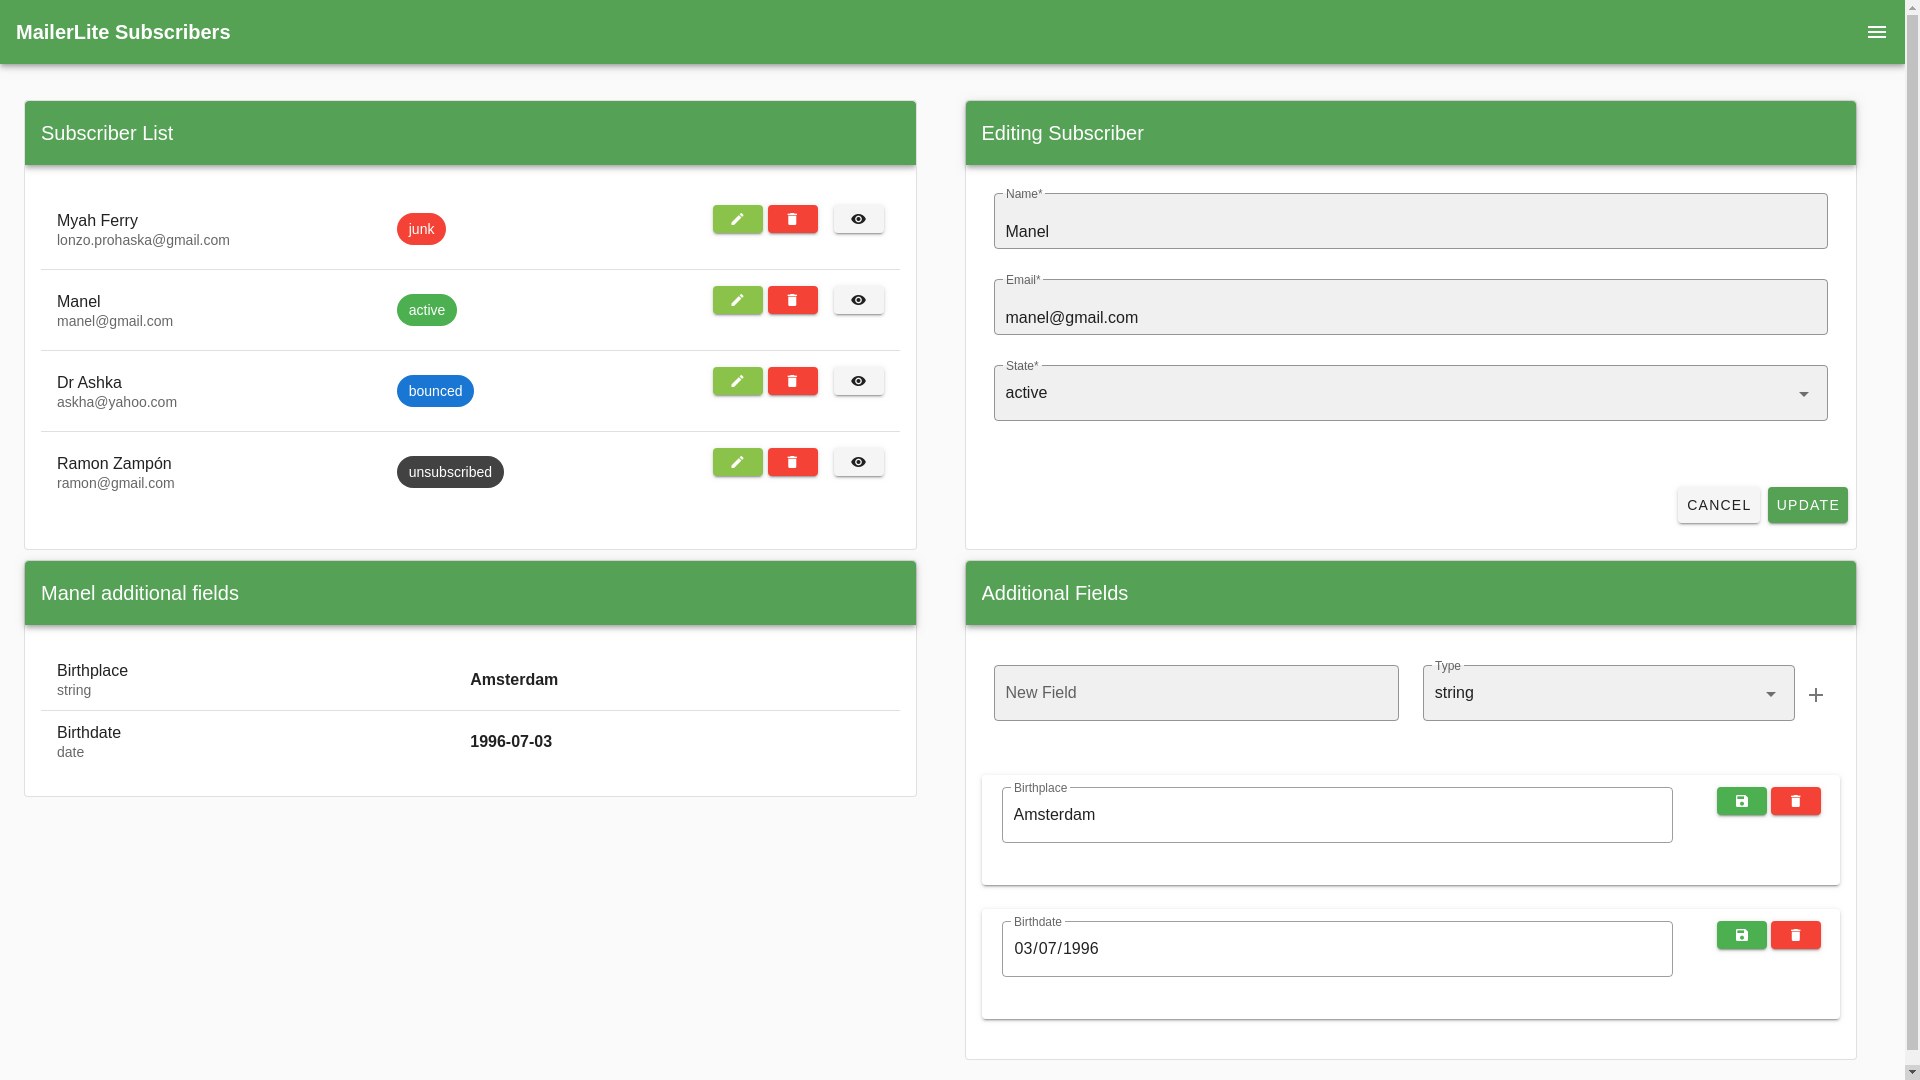 MailerLite Subscribers
Subscriber List
Myah Ferry
lonzo.prohaska@gmail.com
junk
Manel
manel@gmail.com
active
Dr Ashka
askha@yahoo.com
bounced
Ramon Zampón
ramon@gmail.com
unsubscribed
Editing Subscriber
Name*
Manel
Email*
manel@gmail.com
State*
active
CANCEL
UPDATE
Manel additional fields
Birthplace
string
Amsterdam
Birthdate
date
1996-07-03
Additional Fields
New Field
Type
string
Birthplace
Amsterdam
Birthdate
03/07/1996